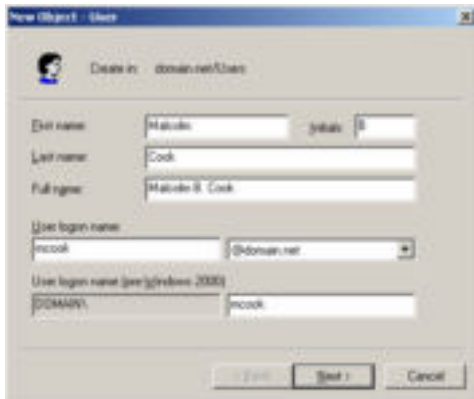 New Object - User
Create in: domain.net/Users
First name: Malcolm Initials: B
Last name: Cook
Full name: Malcolm B. Cook
User logon name:
mcook @domain.net
User logon name (pre-Windows 2000):
DOMAIN\ mcook
< Back Next > Cancel